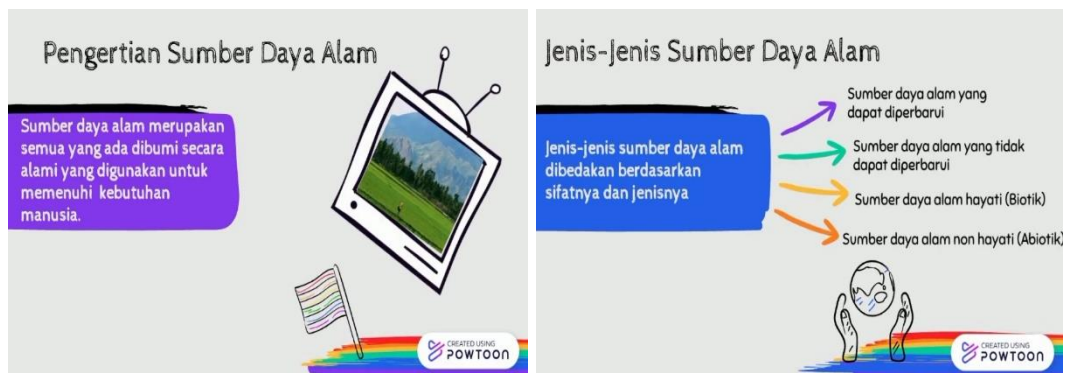 Pengertian Sumber Daya Alam
Sumber daya alam merupakan
semua yang ada dibumi secara
alami yang digunakan untuk
memenuhi kebutuhan
manusia.
CREATED USING
POWTOON
Jenis-Jenis Sumber Daya Alam
Jenis-jenis sumber daya alam
dibedakan berdasarkan
sifatnya dan jenisnya
Sumber daya alam yang
dapat diperbarui
Sumber daya alam yang tidak
dapat diperbarui
Sumber daya alam hayati (Biotik)
Sumber daya alam non hayati (Abiotik)
CREATED USING
POWTOON